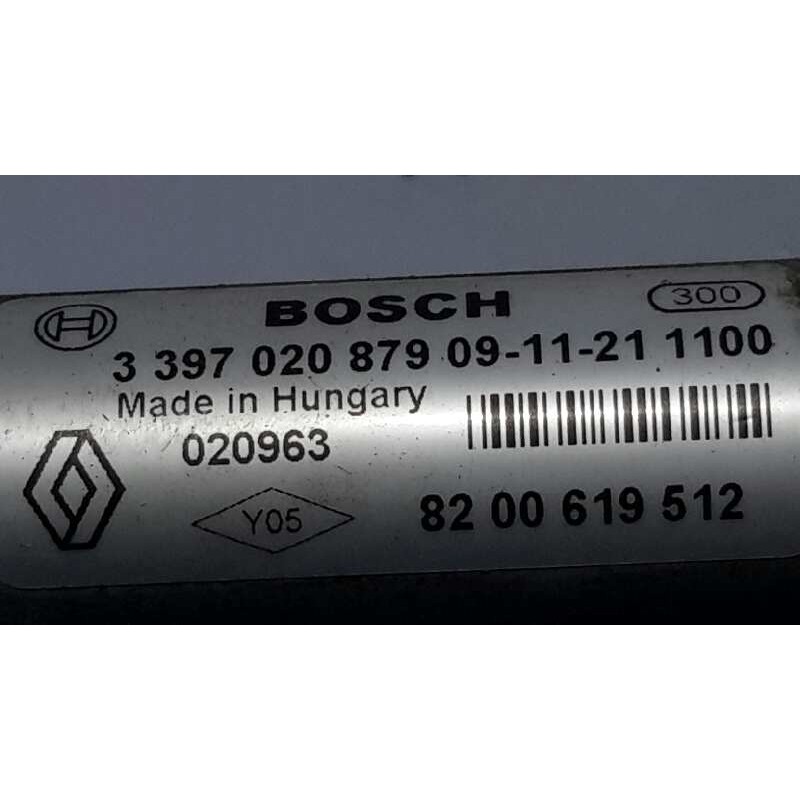 BOSCH 300
3 397 020 879 09-11-21 1100
Made in Hungary
020963
Y05 82 00 619 512